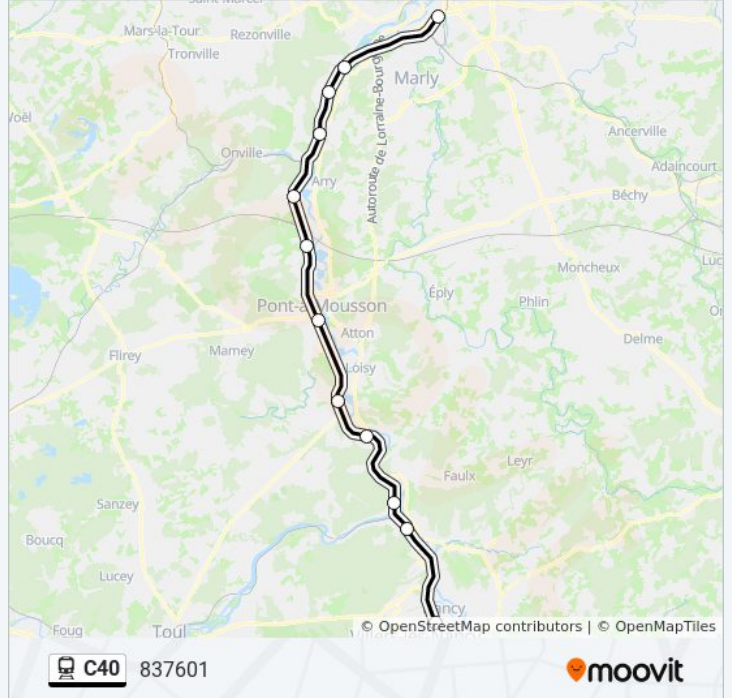 Mars-la-Tour
Rezonville
Tronville
Marly
Autoroute de Lorraine-Bourgogne
Ancerville
Onville
Adaincourt
Arry
Béchy
Moncheux
Éply
Phlin
Pont-à-Mousson
Atton
Mamey
Delme
Flirey
Loisy
Leyr
Faulx
Sanzey
Boucq
Lucey
ncy
Foug
Toul
© OpenStreetMap contributors | © OpenMapTiles
C40 837601
moovit